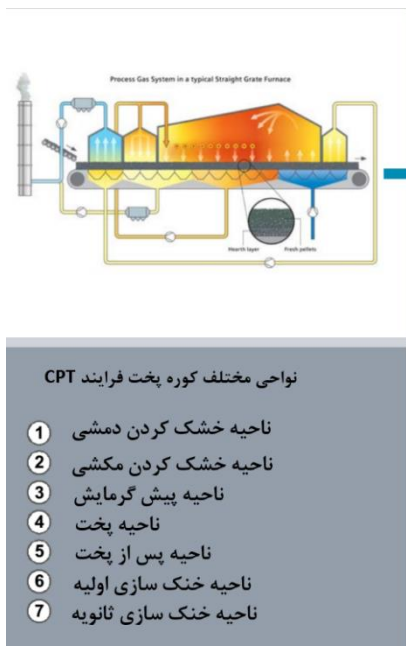 Process Gas System in a typical Straight Grate Furnace
Hearth layer
Fresh pellets
نواحی مختلف کوره پخت فرایند CPT
1 ناحیه خشک کردن دمشی
2 ناحیه خشک کردن مکشی
3 ناحیه پیش گرمایش
4 ناحیه پخت
5 ناحیه پس از پخت
6 ناحیه خنک سازی اولیه
7 ناحیه خنک سازی ثانویه